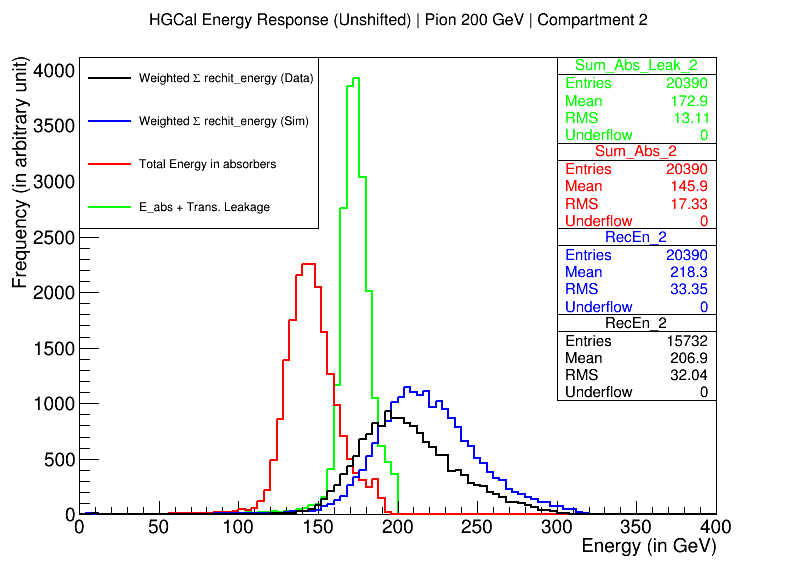 HGCal Energy Response (Unshifted) | Pion 200 GeV | Compartment 2
Frequency (in arbitrary unit)
4000
3500
3000
2500
2000
1500
1000
500
0
Weighted Σ rechit_energy (Data)
Weighted Σ rechit_energy (Sim)
Total Energy in absorbers
E_abs + Trans. Leakage
Sum_Abs_Leak_2
Entries 20390
Mean 172.9
RMS 13.11
Underflow 0
Sum_Abs_2
Entries 20390
Mean 145.9
RMS 17.33
Underflow 0
RecEn_2
Entries 20390
Mean 218.3
RMS 33.35
Underflow 0
RecEn_2
Entries 15732
Mean 206.9
RMS 32.04
Underflow 0
0 50 100 150 200 250 300 350 400
Energy (in GeV)